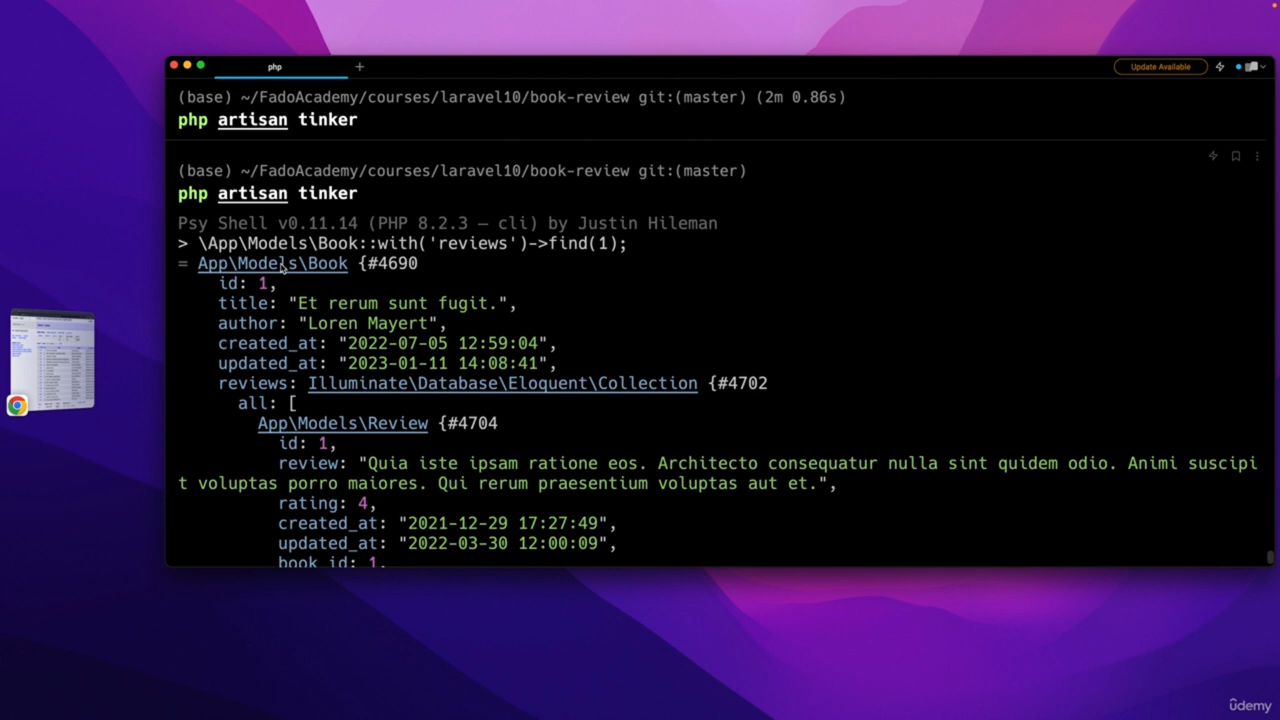 php
+
Update Available
(base) ~/FadoAcademy/courses/laravel10/book-review git:(master) (2m 0.86s)
php artisan tinker
(base) ~/FadoAcademy/courses/laravel10/book-review git:(master)
php artisan tinker
Psy Shell v0.11.14 (PHP 8.2.3 — cli) by Justin Hileman
> \App\Models\Book::with('reviews')->find(1);
= App\Models\Book {#4690
id: 1,
title: "Et rerum sunt fugit.",
author: "Loren Mayert",
created_at: "2022-07-05 12:59:04",
updated_at: "2023-01-11 14:08:41",
reviews: Illuminate\Database\Eloquent\Collection {#4702
all: [
App\Models\Review {#4704
id: 1,
review: "Quia iste ipsam ratione eos. Architecto consequatur nulla sint quidem odio. Animi suscipi
t voluptas porro maiores. Qui rerum praesentium voluptas aut et.",
rating: 4,
created_at: "2021-12-29 17:27:49",
updated_at: "2022-03-30 12:00:09",
book_id: 1,
ûdemy